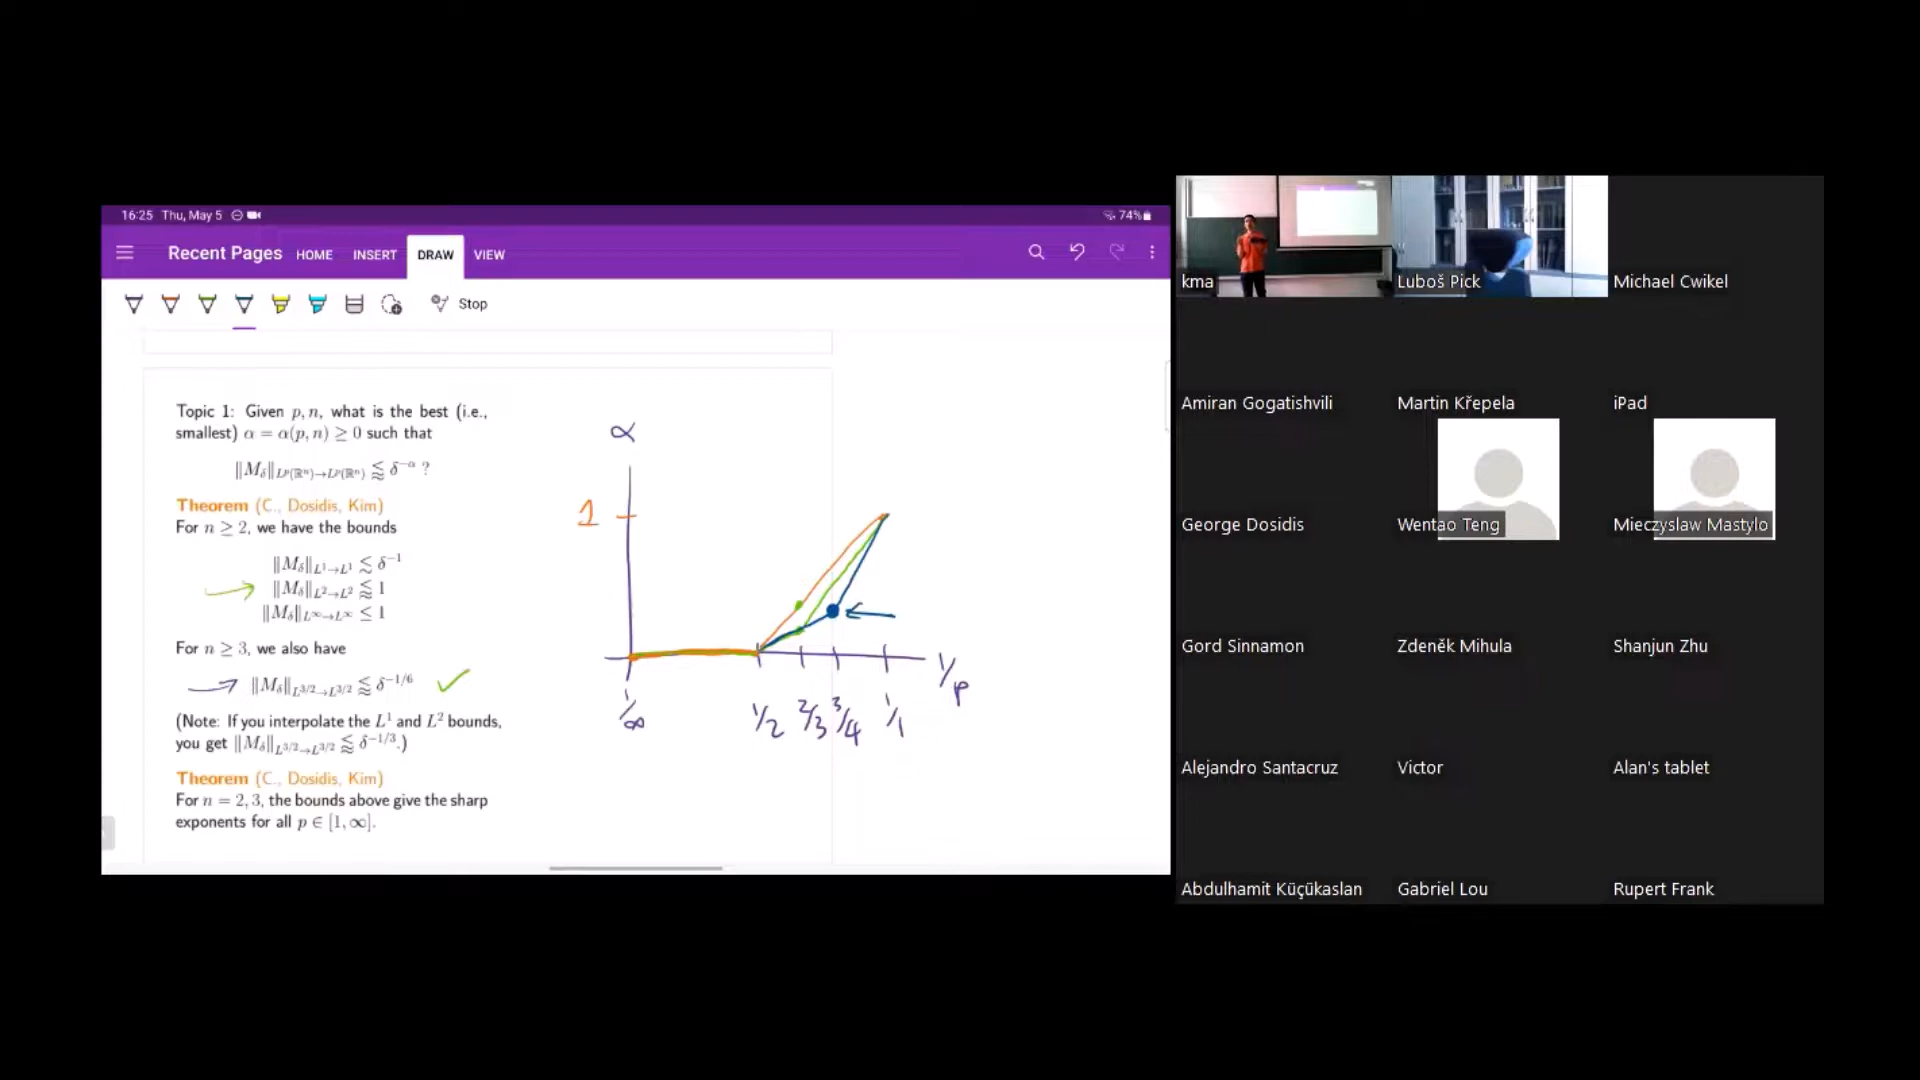 16:25 Thu, May 5
74%
Recent Pages HOME INSERT DRAW VIEW
Stop
Topic 1: Given p, n, what is the best (i.e.,
smallest) α = α(p, n) ≥ 0 such that
‖M_δ‖_{L^p(ℝ^n)→L^p(ℝ^n)} ⪅ δ^{−α} ?
Theorem (C., Dosidis, Kim)
For n ≥ 2, we have the bounds
‖M_δ‖_{L^1→L^1} ≲ δ^{−1}
‖M_δ‖_{L^2→L^2} ⪅ 1
‖M_δ‖_{L^∞→L^∞} ≤ 1
For n ≥ 3, we also have
‖M_δ‖_{L^{3/2}→L^{3/2}} ⪅ δ^{−1/6}
(Note: If you interpolate the L^1 and L^2 bounds,
you get ‖M_δ‖_{L^{3/2}→L^{3/2}} ⪅ δ^{−1/3}.)
Theorem (C., Dosidis, Kim)
For n = 2, 3, the bounds above give the sharp
exponents for all p ∈ [1, ∞].
α
1
1/p
1/∞ 1/2 2/3 3/4 1/1
kma
Luboš Pick
Michael Cwikel
Amiran Gogatishvili
Martin Křepela
iPad
George Dosidis
Wentao Teng
Mieczyslaw Mastylo
Gord Sinnamon
Zdeněk Mihula
Shanjun Zhu
Alejandro Santacruz
Victor
Alan's tablet
Abdulhamit Küçükaslan
Gabriel Lou
Rupert Frank